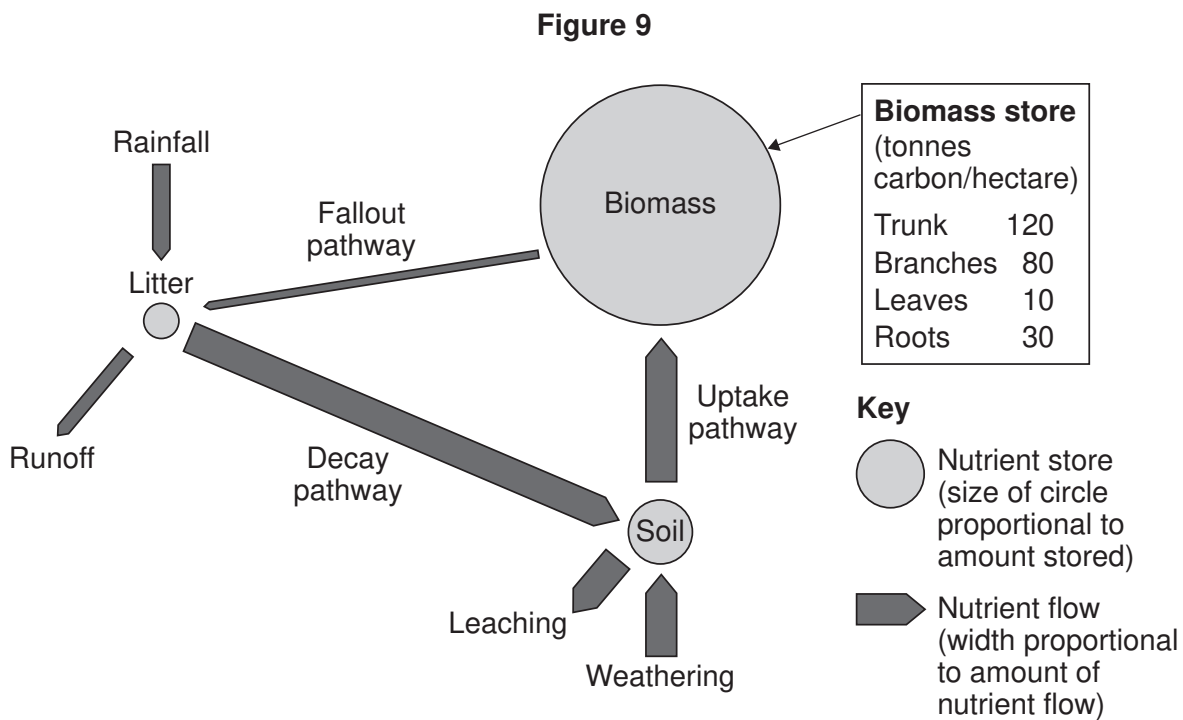 Figure 9
Rainfall
Litter
Runoff
Fallout
pathway
Decay
pathway
Biomass
Uptake
pathway
Soil
Leaching
Weathering
Biomass store
(tonnes
carbon/hectare)
Trunk 120
Branches 80
Leaves 10
Roots 30
Key
Nutrient store
(size of circle
proportional to
amount stored)
Nutrient flow
(width proportional
to amount of
nutrient flow)